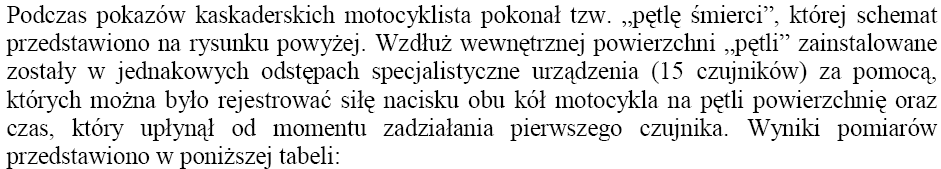 Podczas pokazów kaskaderskich motocyklista pokonał tzw. „pętlę śmierci”, której schemat
przedstawiono na rysunku powyżej. Wzdłuż wewnętrznej powierzchni „pętli” zainstalowane
zostały w jednakowych odstępach specjalistyczne urządzenia (15 czujników) za pomocą,
których można było rejestrować siłę nacisku obu kół motocykla na pętli powierzchnię oraz
czas, który upłynął od momentu zadziałania pierwszego czujnika. Wyniki pomiarów
przedstawiono w poniższej tabeli: